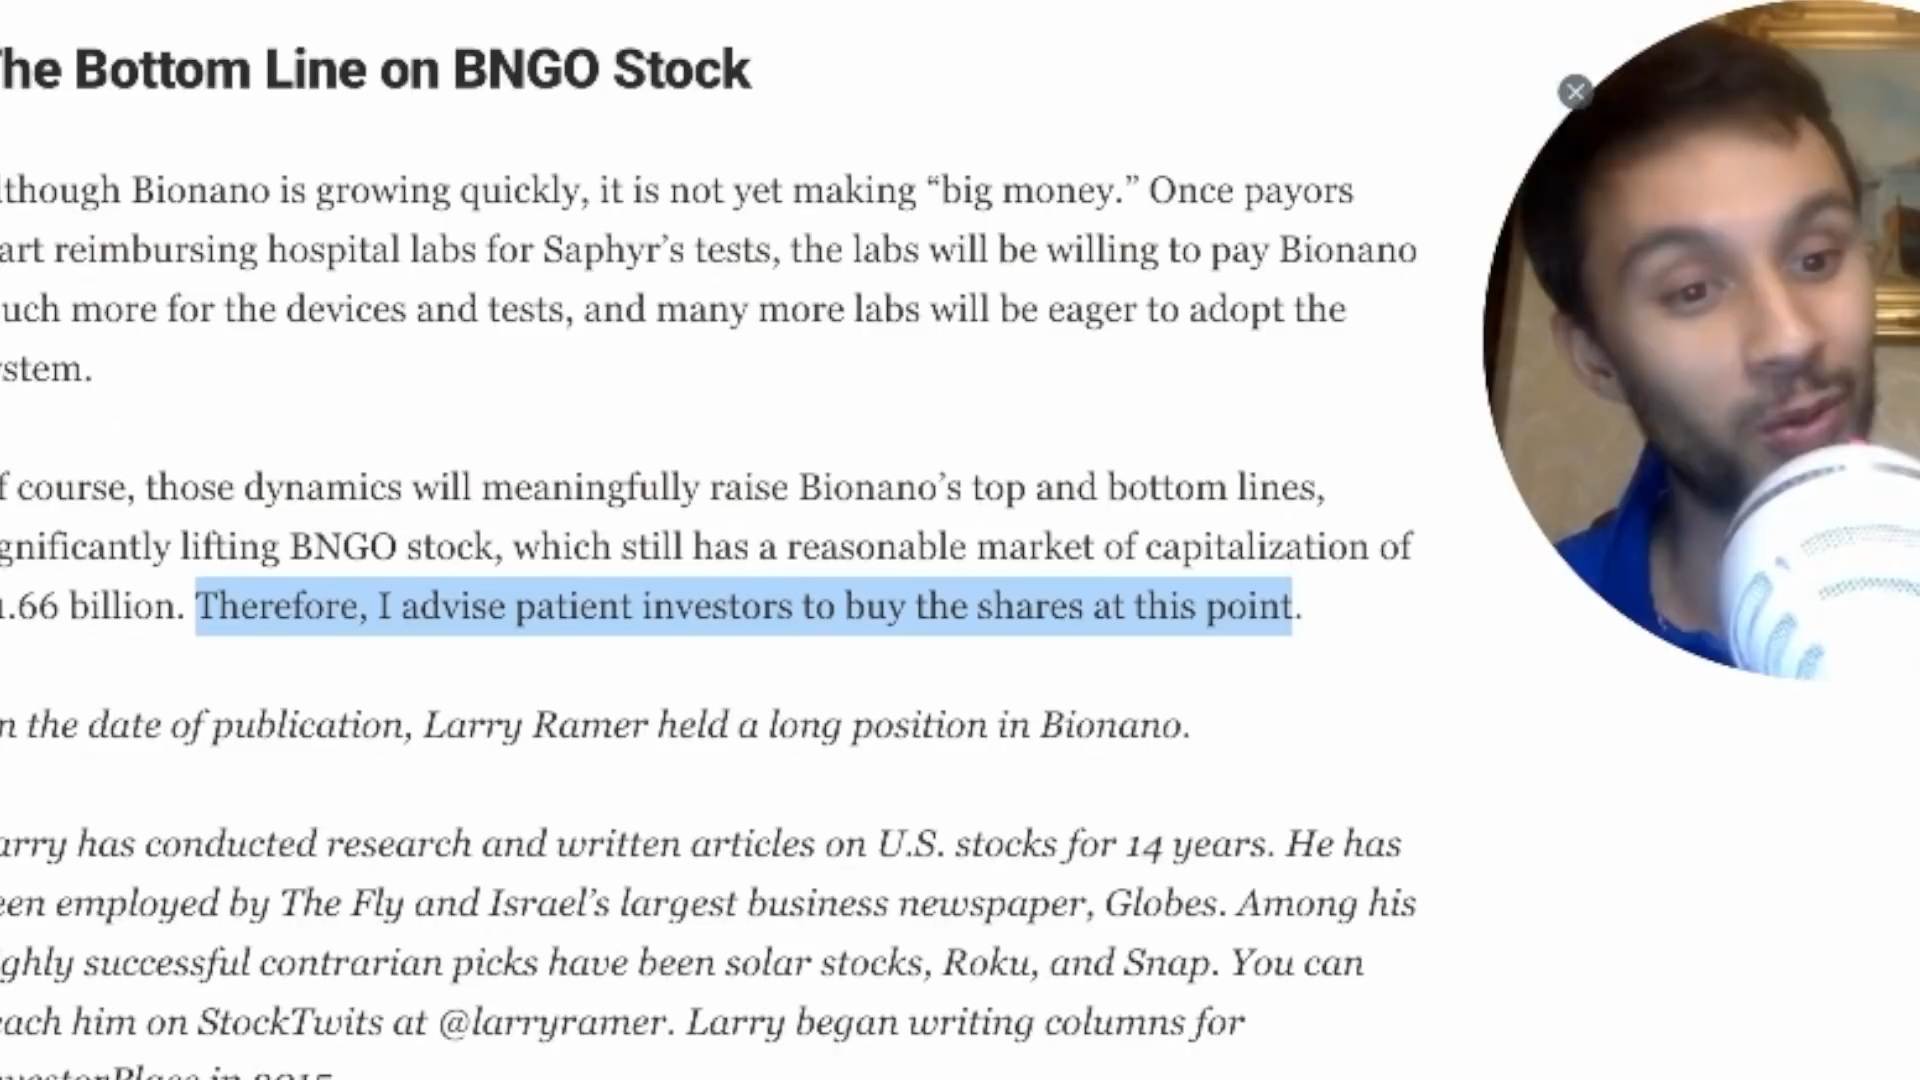 he Bottom Line on BNGO Stock
lthough Bionano is growing quickly, it is not yet making “big money.” Once payors
art reimbursing hospital labs for Saphyr’s tests, the labs will be willing to pay Bionano
uch more for the devices and tests, and many more labs will be eager to adopt the
stem.
f course, those dynamics will meaningfully raise Bionano’s top and bottom lines,
gnificantly lifting BNGO stock, which still has a reasonable market of capitalization of
1.66 billion. Therefore, I advise patient investors to buy the shares at this point.
n the date of publication, Larry Ramer held a long position in Bionano.
arry has conducted research and written articles on U.S. stocks for 14 years. He has
een employed by The Fly and Israel’s largest business newspaper, Globes. Among his
ghly successful contrarian picks have been solar stocks, Roku, and Snap. You can
each him on StockTwits at @larryramer. Larry began writing columns for
vestorPlace in 2015